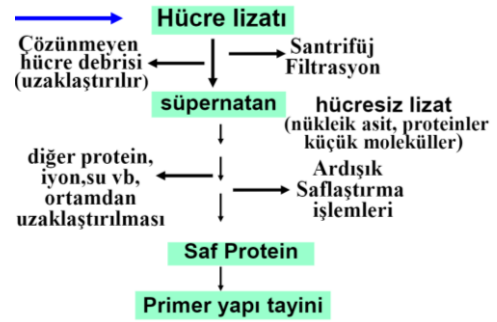 Hücre lizatı
Çözünmeyen
hücre debrisi
(uzaklaştırılır)
Santrifüj
Filtrasyon
süpernatan
hücresiz lizat
(nükleik asit, proteinler
küçük moleküller)
diğer protein,
iyon,su vb,
ortamdan
uzaklaştırılması
Ardışık
Saflaştırma
işlemleri
Saf Protein
Primer yapı tayini